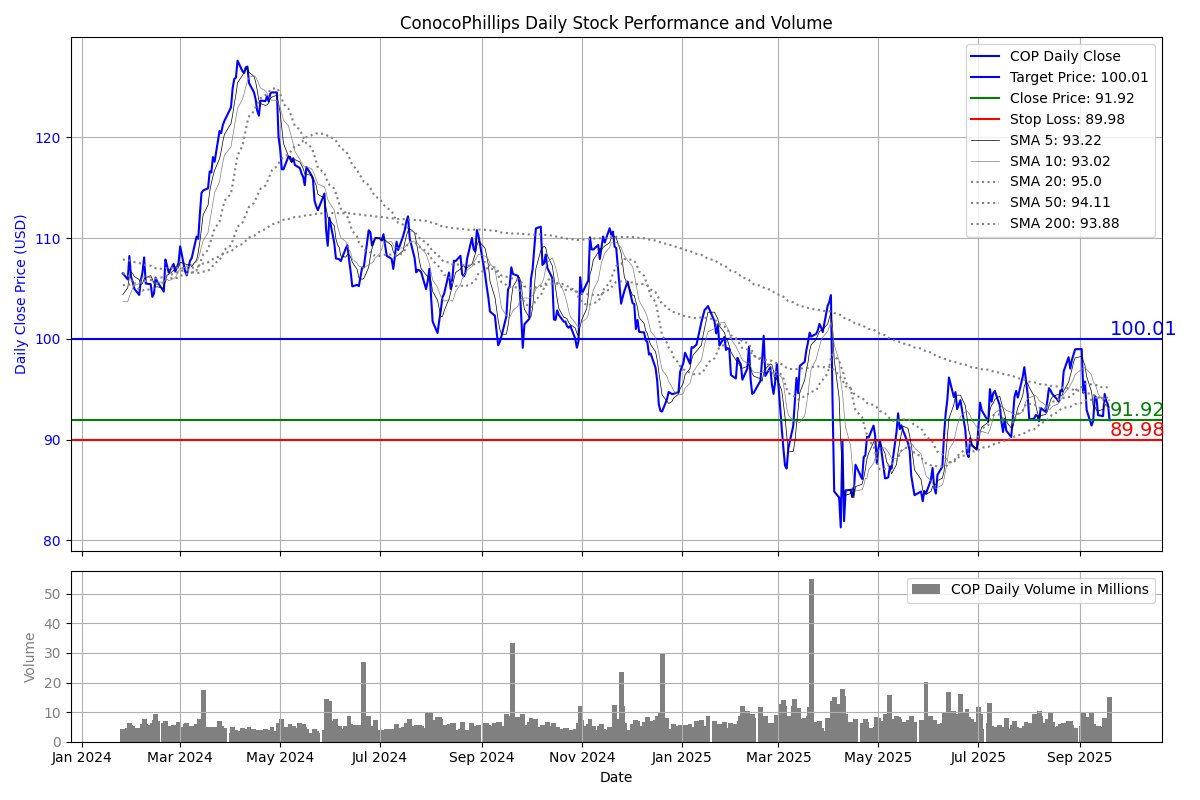 ConocoPhillips Daily Stock Performance and Volume
Daily Close Price (USD)
120
110
100
90
80
COP Daily Close
Target Price: 100.01
Close Price: 91.92
Stop Loss: 89.98
SMA 5: 93.22
SMA 10: 93.02
SMA 20: 95.0
SMA 50: 94.11
SMA 200: 93.88
100.01
91.92
89.98
Volume
50
40
30
20
10
0
COP Daily Volume in Millions
Jan 2024 Mar 2024 May 2024 Jul 2024 Sep 2024 Nov 2024 Jan 2025 Mar 2025 May 2025 Jul 2025 Sep 2025
Date